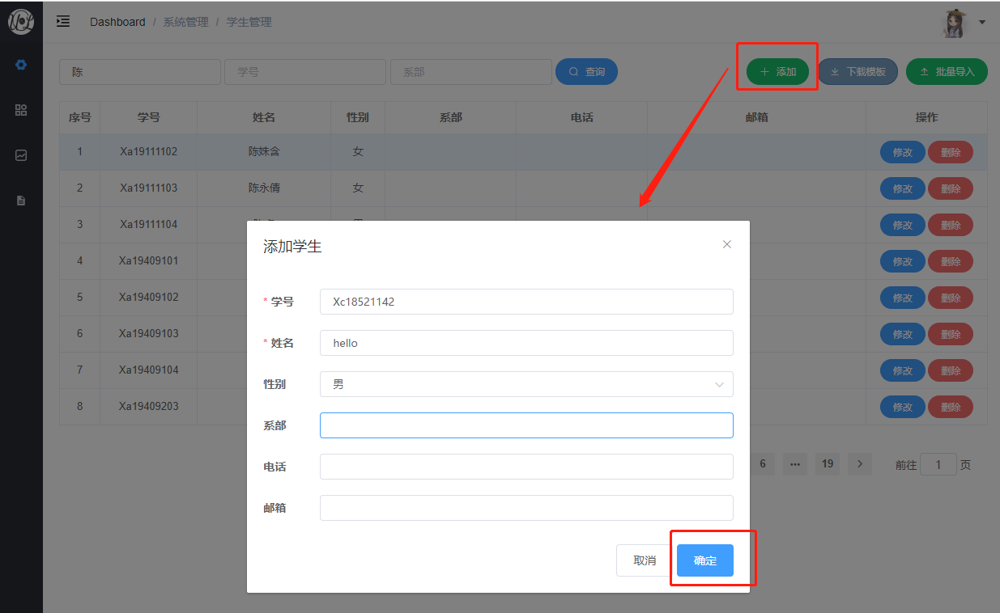 Dashboard / 系统管理 / 学生管理
陈 学号 系部 查询 添加 下载模板 批量导入
序号 学号 姓名 性别 系部 电话 邮箱 操作
1 Xa19111102 陈姝含 女 修改 删除
2 Xa19111103 陈永倩 女 修改 删除
3 Xa19111104 修改 删除
4 Xa19409101 修改 删除
5 Xa19409102 修改 删除
6 Xa19409103 修改 删除
7 Xa19409104 修改 删除
8 Xa19409203 修改 删除
添加学生
* 学号 Xc18521142
* 姓名 hello
性别 男
系部
电话
邮箱
取消 确定
6 ••• 19 前往 1 页